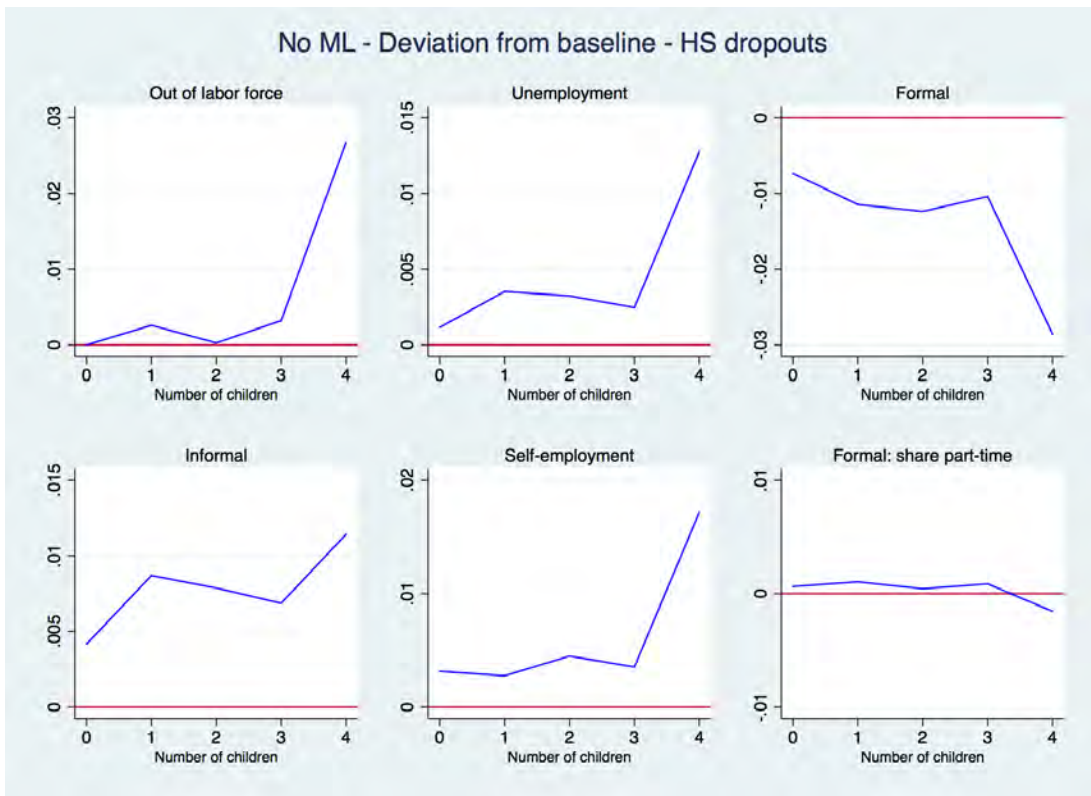 No ML - Deviation from baseline - HS dropouts
Out of labor force
.03
.02
.01
0
0 1 2 3 4
Number of children
Unemployment
.015
.01
.005
0
0 1 2 3 4
Number of children
Formal
0
-.01
-.02
-.03
0 1 2 3 4
Number of children
Informal
.015
.01
.005
0
0 1 2 3 4
Number of children
Self-employment
.02
.01
0
0 1 2 3 4
Number of children
Formal: share part-time
.01
0
-.01
0 1 2 3 4
Number of children